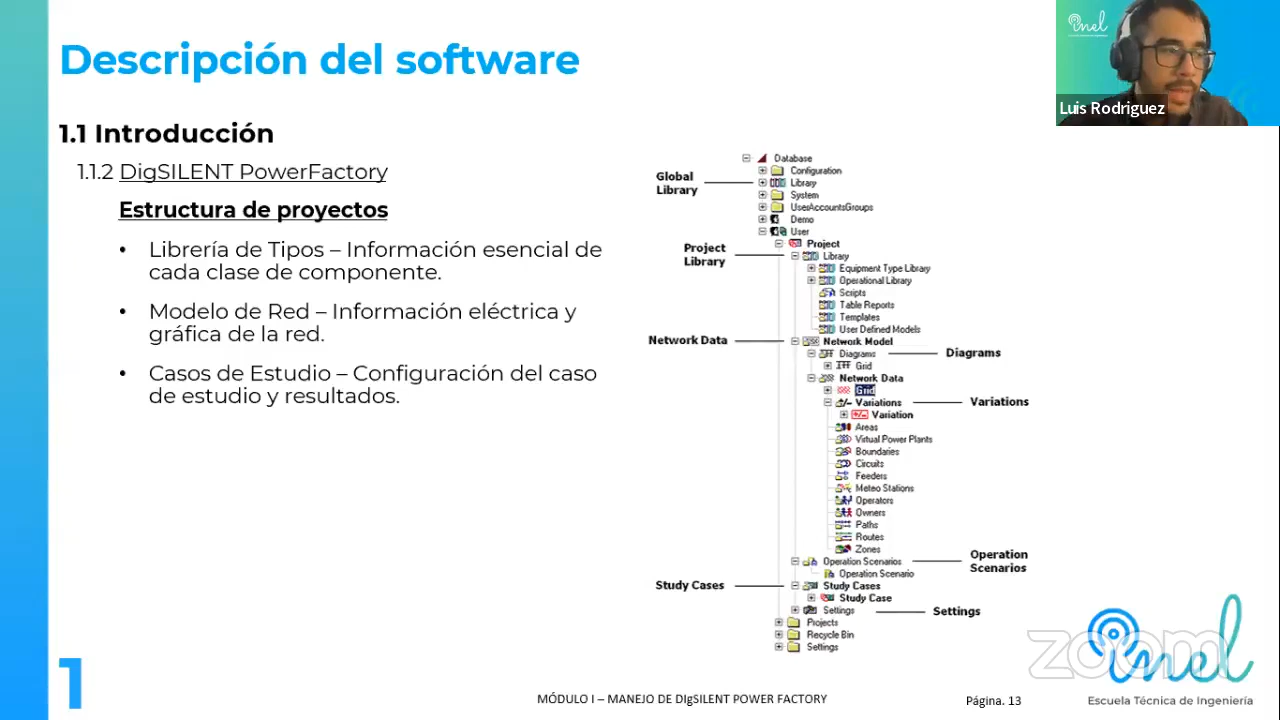 Descripción del software
inel
Luis Rodriguez
1.1 Introducción
1.1.2 DigSILENT PowerFactory
Estructura de proyectos
• Librería de Tipos – Información esencial de
cada clase de componente.
• Modelo de Red – Información eléctrica y
gráfica de la red.
• Casos de Estudio – Configuración del caso
de estudio y resultados.
Global
Library
Project
Library
Network Data
Study Cases
Database
Configuration
Library
System
UserAccountsGroups
Demo
User
Project
Library
Equipment Type Library
Operational Library
Scripts
Table Reports
Templates
User Defined Models
Network Model
Diagrams
Grid
Network Data
Grid
Variations
Variation
Areas
Virtual Power Plants
Boundaries
Circuits
Feeders
Meteo Stations
Operators
Owners
Paths
Routes
Zones
Operation Scenarios
Operation Scenario
Study Cases
Study Case
Settings
Projects
Recycle Bin
Settings
Diagrams
Variations
Operation
Scenarios
Settings
zoom
inel
Escuela Técnica de Ingeniería
1
MÓDULO I – MANEJO DE DIgSILENT POWER FACTORY
Página. 13